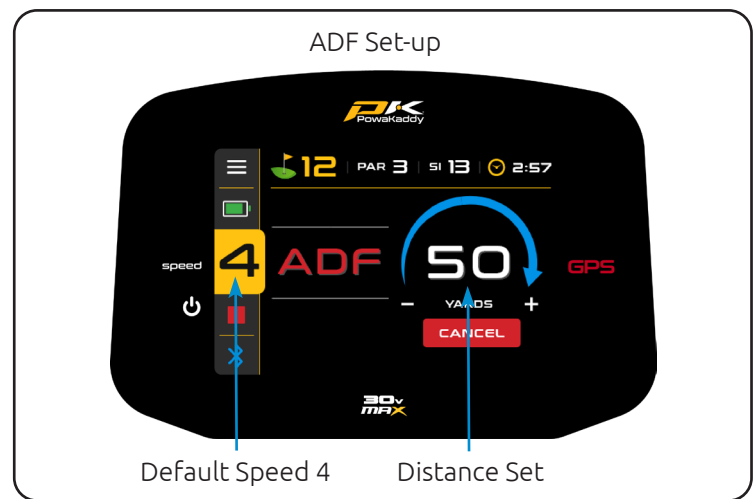 ADF Set-up
PK
PowaKaddy
12 PAR 3 SI 13 2:57
speed 4 ADF 50 GPS
- YARDS +
CANCEL
30v
MAX
Default Speed 4 Distance Set